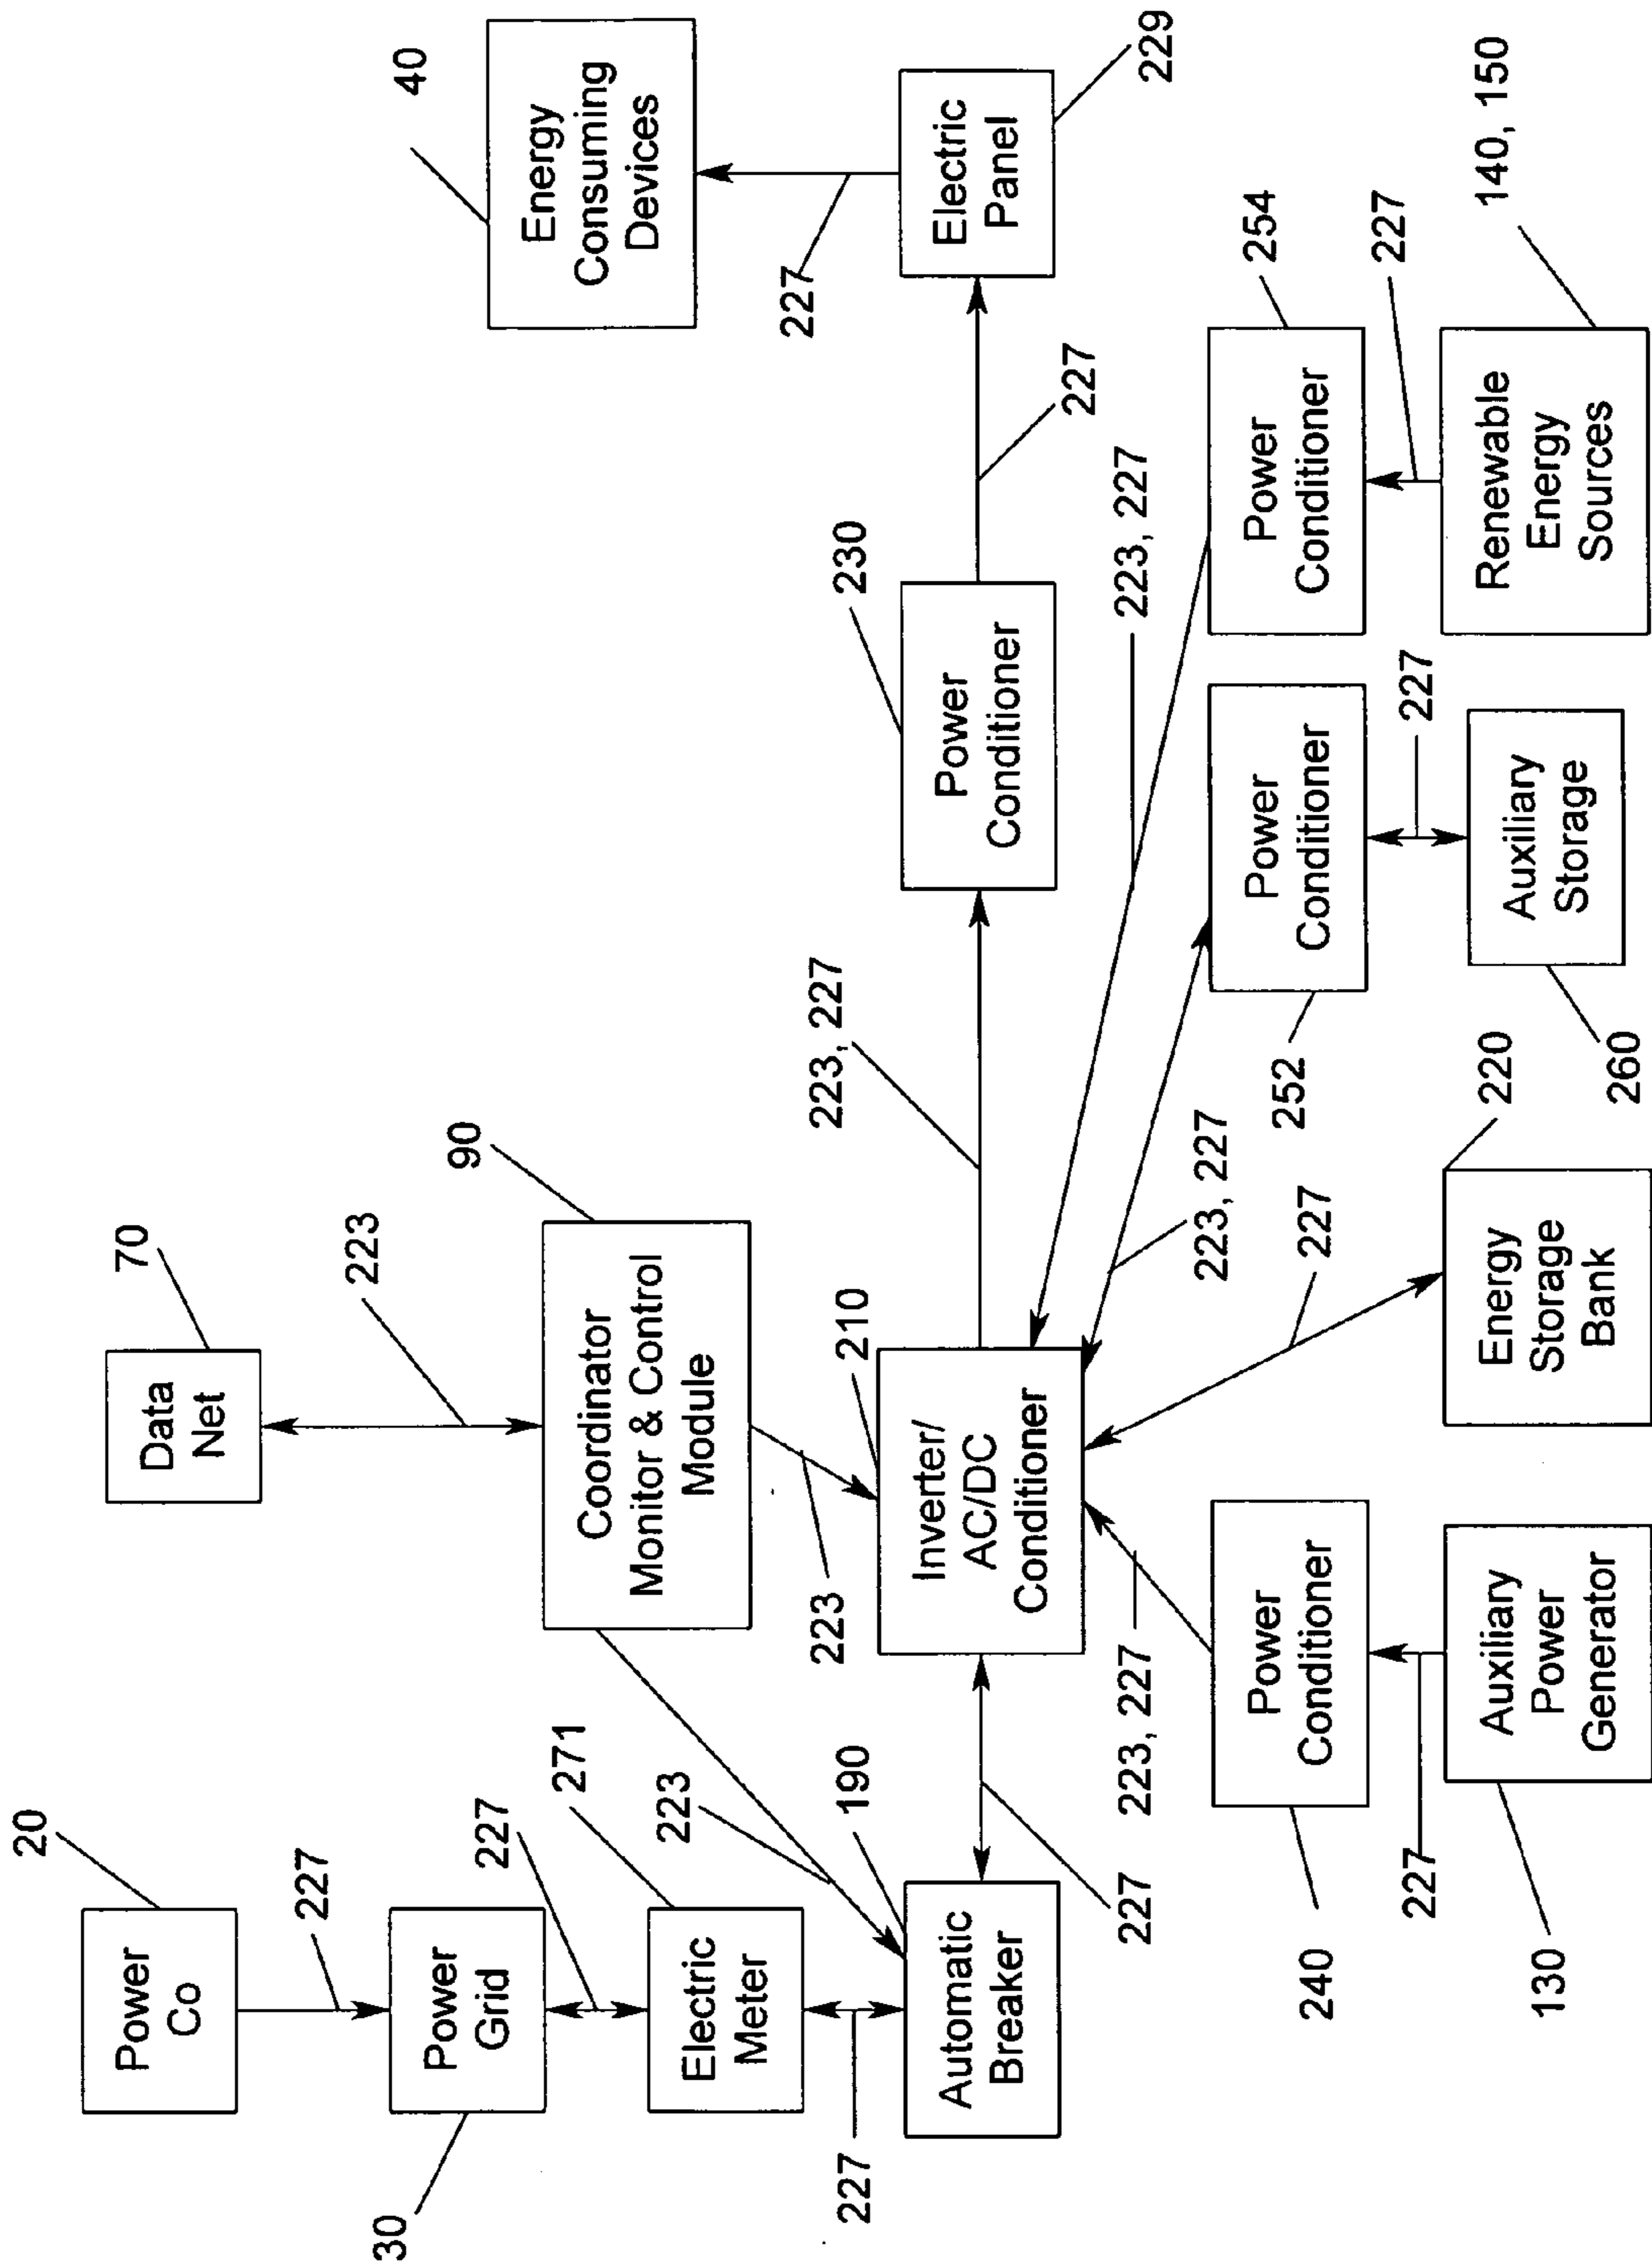 20
Power
Co
227
30
Power
Grid
227
271
Electric
Meter
227
190
Automatic
Breaker
223
70
Data
Net
223
90
Coordinator
Monitor & Control
Module
223
210
Inverter/
AC/DC
Conditioner
227
223, 227
230
Power
Conditioner
227
229
Electric
Panel
227
40
Energy
Consuming
Devices
223, 227
240
Power
Conditioner
227
130
Auxiliary
Power
Generator
227
220
Energy
Storage
Bank
223, 227
252
Power
Conditioner
227
260
Auxiliary
Storage
223, 227
254
Power
Conditioner
227
140, 150
Renewable
Energy
Sources